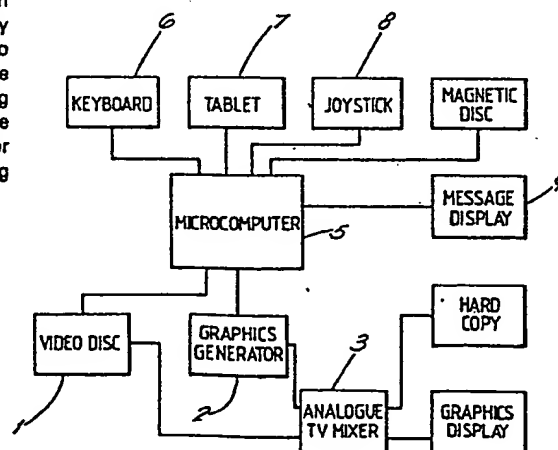 y
o
e
g
e
or
g
6
7
8
KEYBOARD
TABLET
JOYSTICK
MAGNETIC
DISC
MICROCOMPUTER
5
MESSAGE
DISPLAY
VIDEO DISC
1
GRAPHICS
GENERATOR
2
3
ANALOGUE
TV MIXER
HARD
COPY
GRAPHICS
DISPLAY